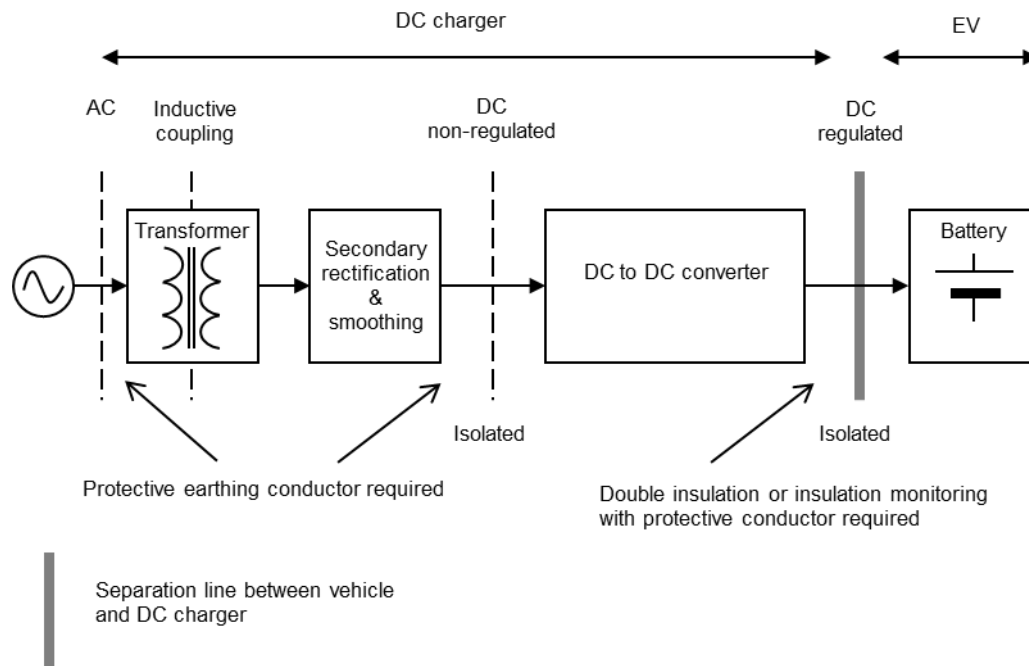 DC charger
EV
AC
Inductive
coupling
DC
non-regulated
DC
regulated
Transformer
Secondary
rectification
&
smoothing
DC to DC converter
Battery
Isolated
Isolated
Protective earthing conductor required
Double insulation or insulation monitoring
with protective conductor required
Separation line between vehicle
and DC charger